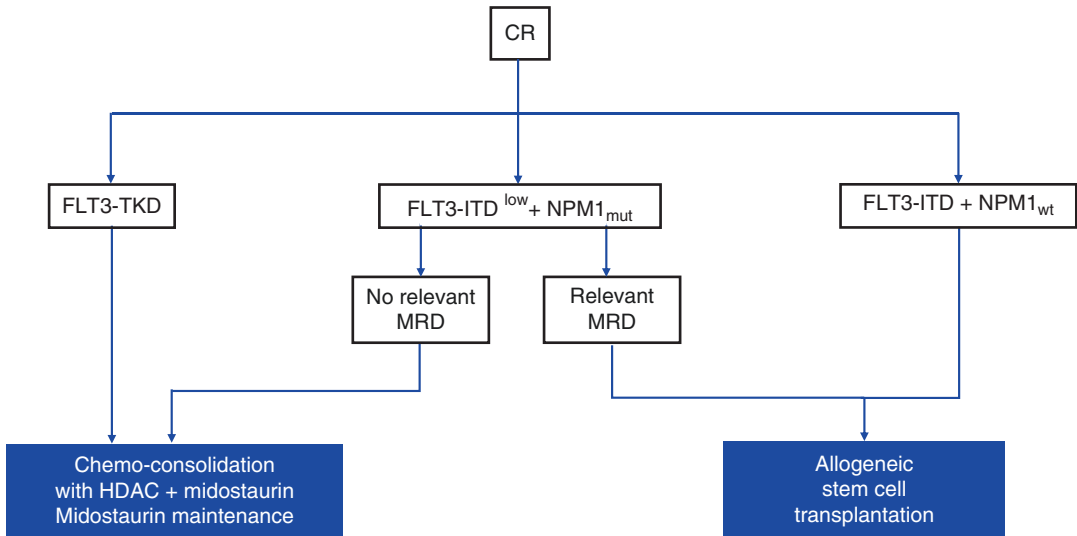 CR
FLT3-TKD
FLT3-ITD low + NPM1mut
FLT3-ITD + NPM1wt
No relevant
MRD
Relevant
MRD
Chemo-consolidation
with HDAC + midostaurin
Midostaurin maintenance
Allogeneic
stem cell
transplantation